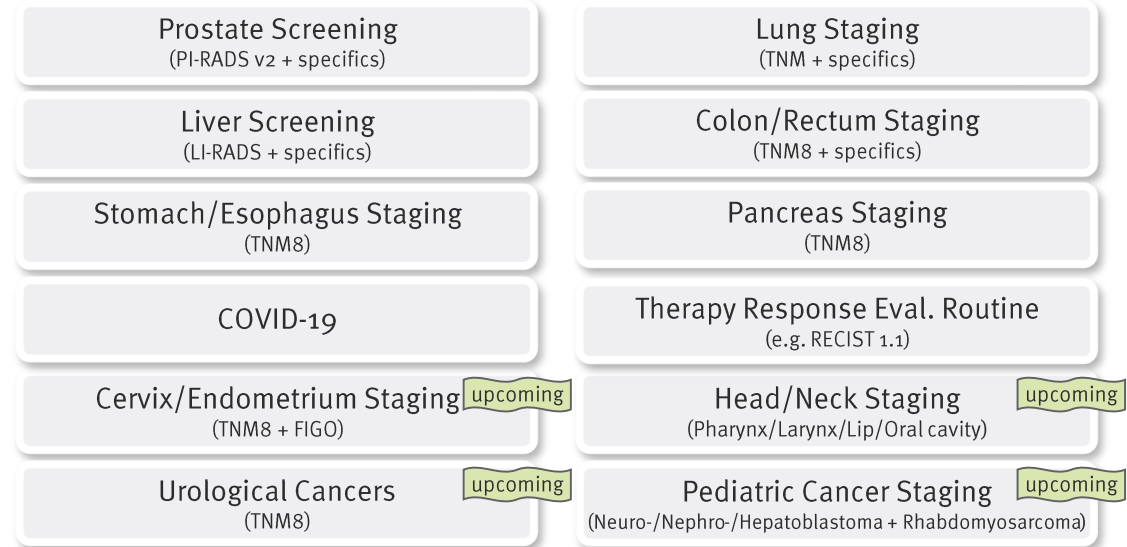 Prostate Screening
(PI-RADS v2 + specifics)
Lung Staging
(TNM + specifics)
Liver Screening
(LI-RADS + specifics)
Colon/Rectum Staging
(TNM8 + specifics)
Stomach/Esophagus Staging
(TNM8)
Pancreas Staging
(TNM8)
COVID-19
Therapy Response Eval. Routine
(e.g. RECIST 1.1)
Cervix/Endometrium Staging
upcoming
(TNM8 + FIGO)
Head/Neck Staging
upcoming
(Pharynx/Larynx/Lip/Oral cavity)
Urological Cancers
upcoming
(TNM8)
Pediatric Cancer Staging
upcoming
(Neuro-/Nephro-/Hepatoblastoma + Rhabdomyosarcoma)